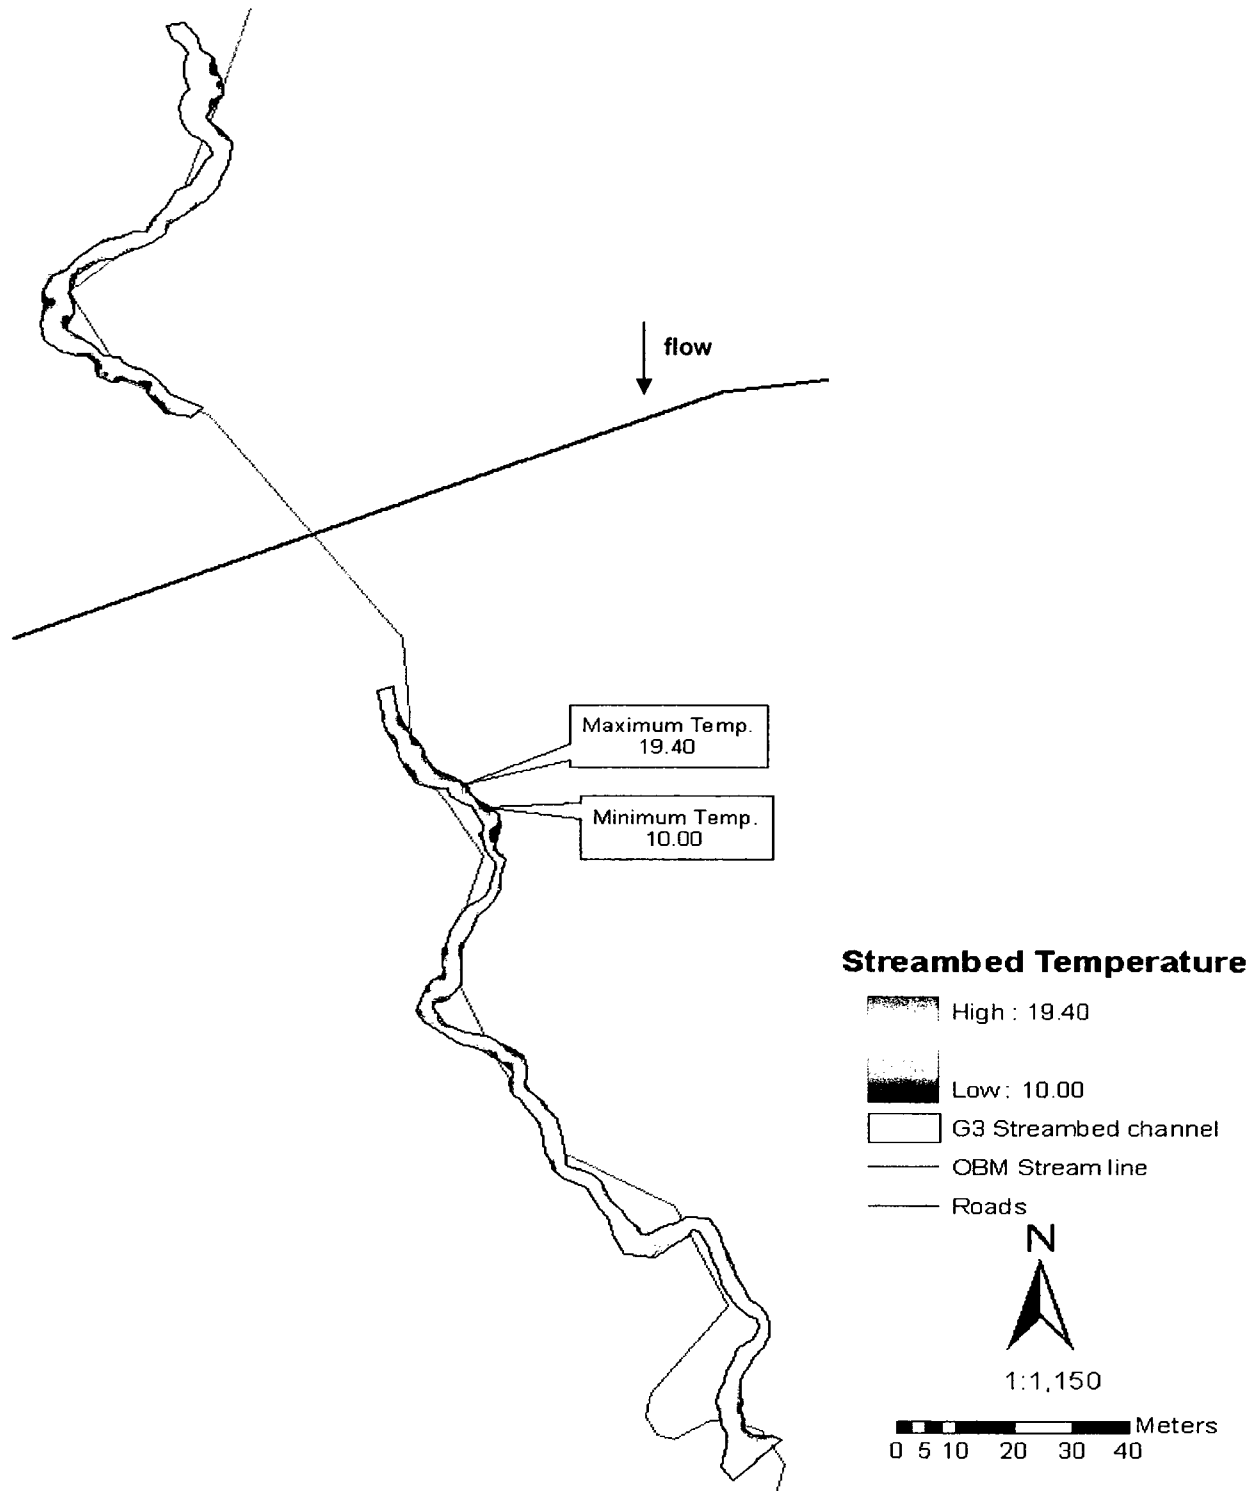 flow
Maximum Temp.
19.40
Minimum Temp.
10.00
Streambed Temperature
High : 19.40
Low : 10.00
G3 Streambed channel
OBM Stream line
Roads
N
1:1,150
Meters
0 5 10 20 30 40